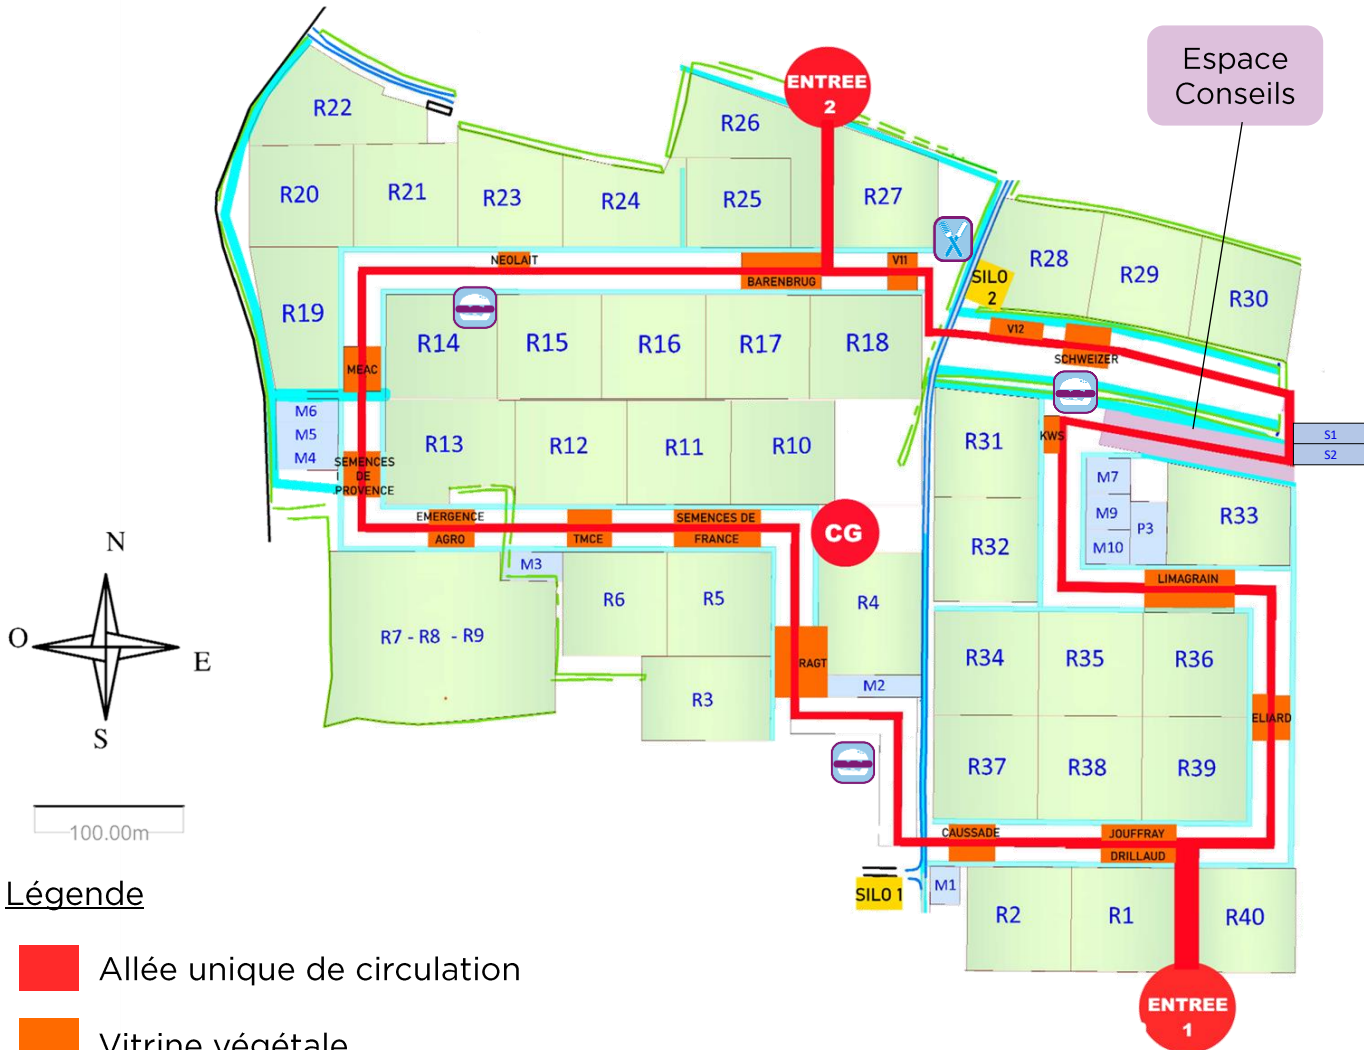 Espace
Conseils
ENTREE
2
R22
R26
R20
R21
R23
R24
R25
R27
R28
R29
R30
SILO
2
NEOLAIT
BARENBRUG
V11
V12
SCHWEIZER
R19
R14
R15
R16
R17
R18
MEAC
M6
M5
M4
SEMENCES
DE
PROVENCE
R13
R12
R11
R10
R31
KWS
S1
S2
M7
M9
M10
P3
R33
EMERGENCE
AGRO
TMCE
SEMENCES DE
FRANCE
CG
R32
M3
R6
R5
R4
LIMAGRAIN
R7 - R8 - R9
R3
RAGT
M2
R34
R35
R36
ELIARD
R37
R38
R39
CAUSSADE
JOUFFRAY
DRILLAUD
SILO 1
M1
R2
R1
R40
ENTREE
1
N
O
E
S
100.00m
Légende
Allée unique de circulation
Vitrine végétale